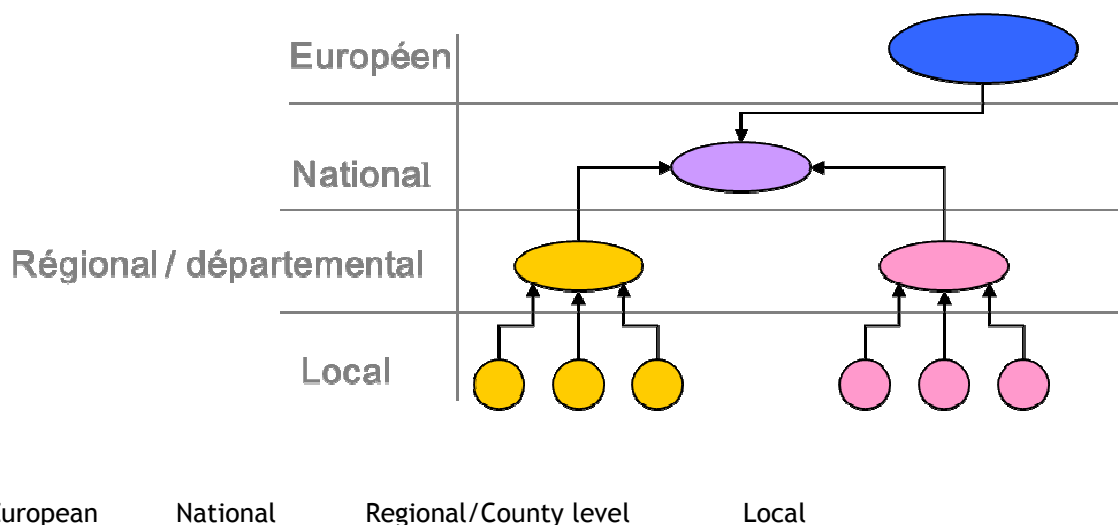 Européen
National
Régional / départemental
Local
European National Regional/County level Local